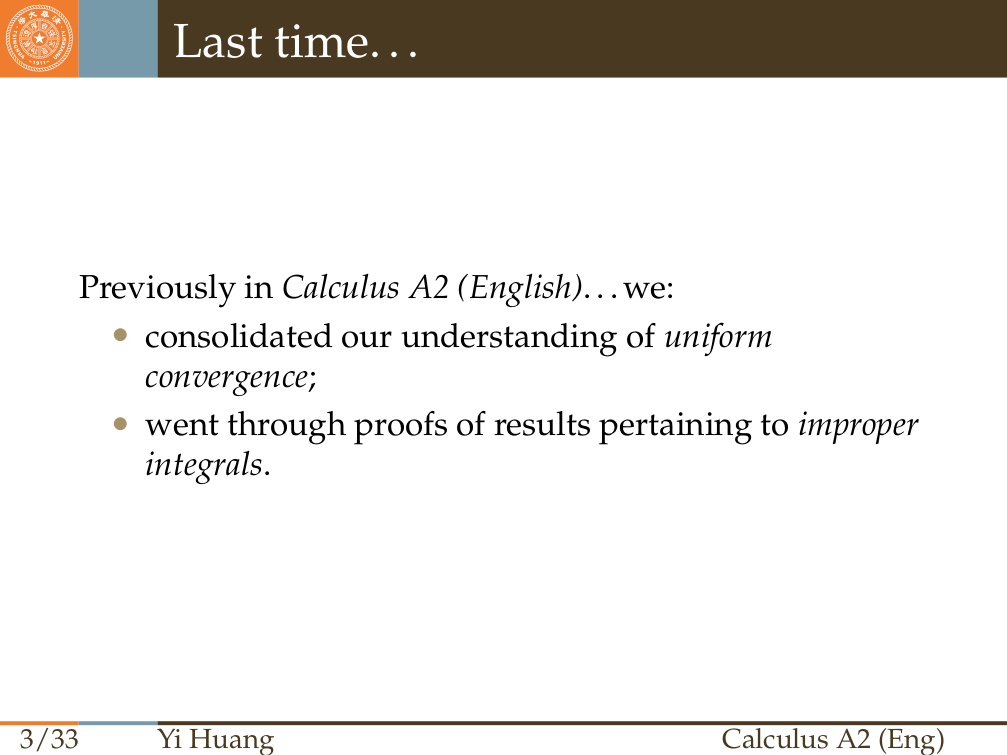 Last time...
Previously in Calculus A2 (English)...we:
• consolidated our understanding of uniform
convergence;
• went through proofs of results pertaining to improper
integrals.
3/33 Yi Huang Calculus A2 (Eng)